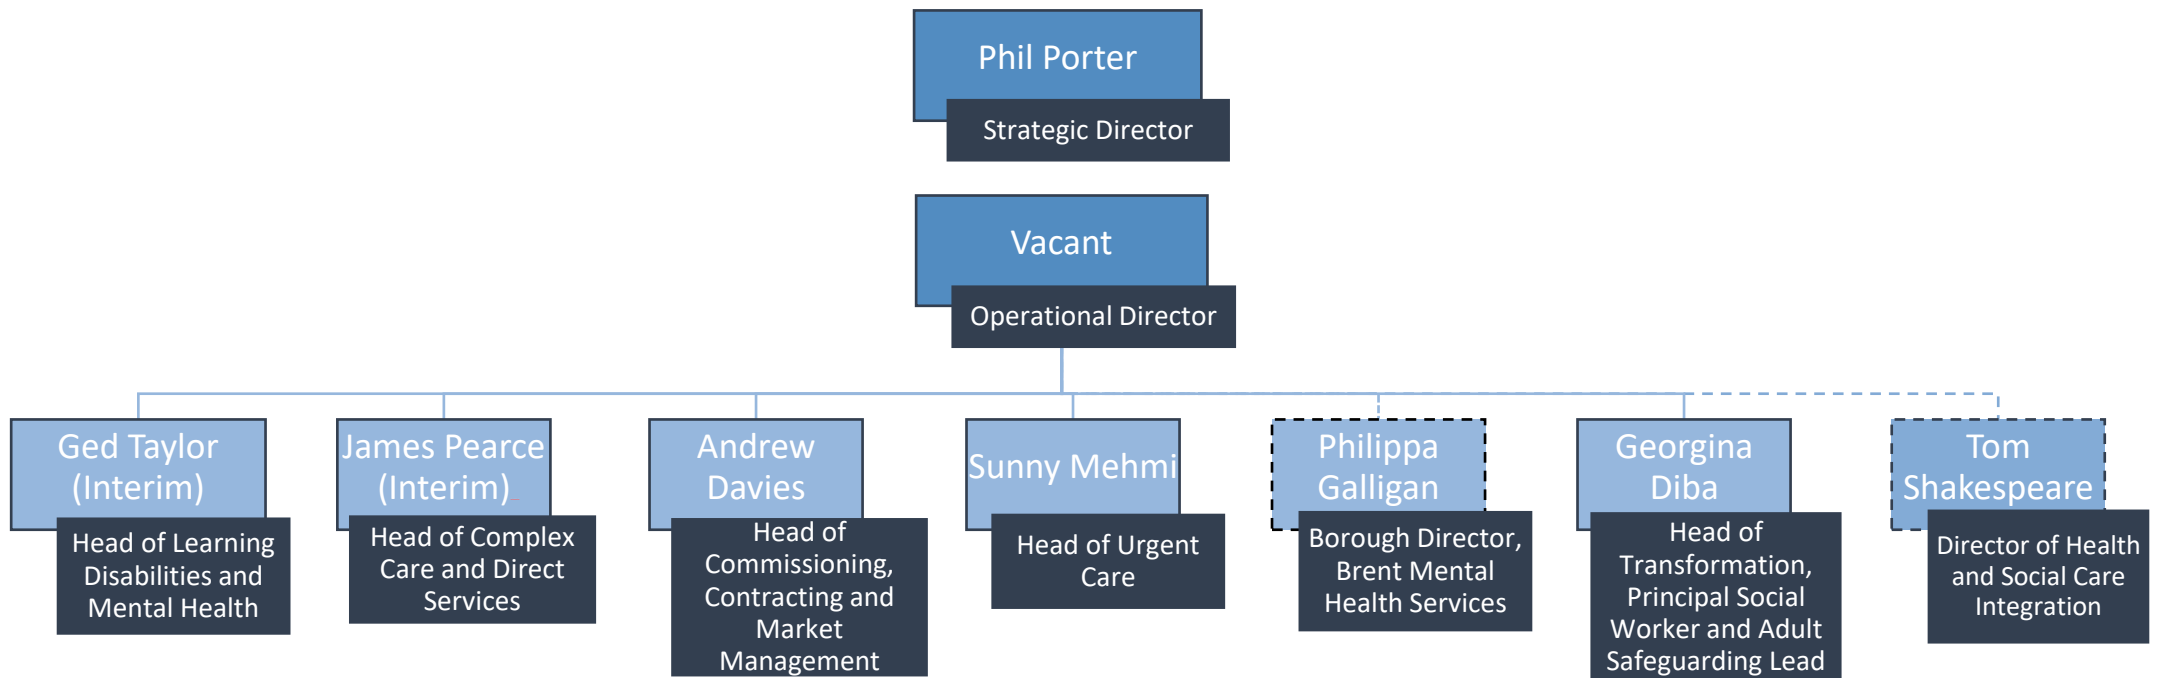 Phil Porter
Strategic Director
Vacant
Operational Director
Ged Taylor
(Interim)
Head of Learning
Disabilities and
Mental Health
James Pearce
(Interim)
Head of Complex
Care and Direct
Services
Andrew
Davies
Head of
Commissioning,
Contracting and
Market
Management
Sunny Mehmi
Head of Urgent
Care
Philippa
Galligan
Borough Director,
Brent Mental
Health Services
Georgina
Diba
Head of
Transformation,
Principal Social
Worker and Adult
Safeguarding Lead
Tom
Shakespeare
Director of Health
and Social Care
Integration